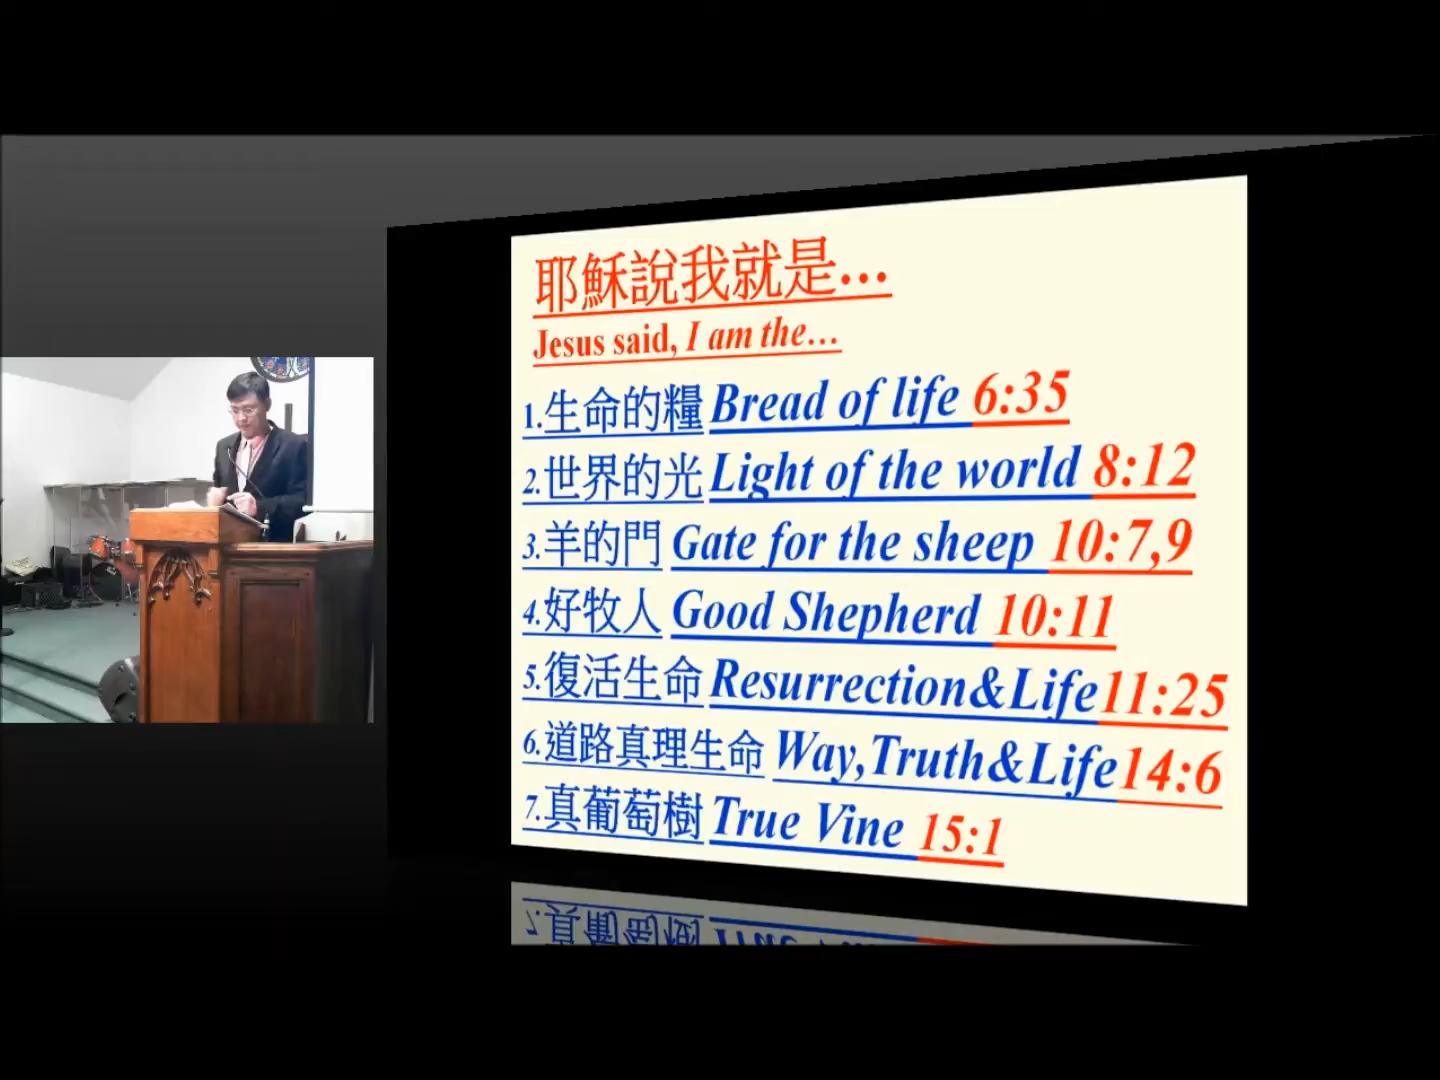 耶穌說我就是...
Jesus said, I am the...
1.生命的糧 Bread of life 6:35
2.世界的光 Light of the world 8:12
3.羊的門 Gate for the sheep 10:7,9
4.好牧人 Good Shepherd 10:11
5.復活生命 Resurrection&Life 11:25
6.道路真理生命 Way,Truth&Life 14:6
7.真葡萄樹 True Vine 15:1